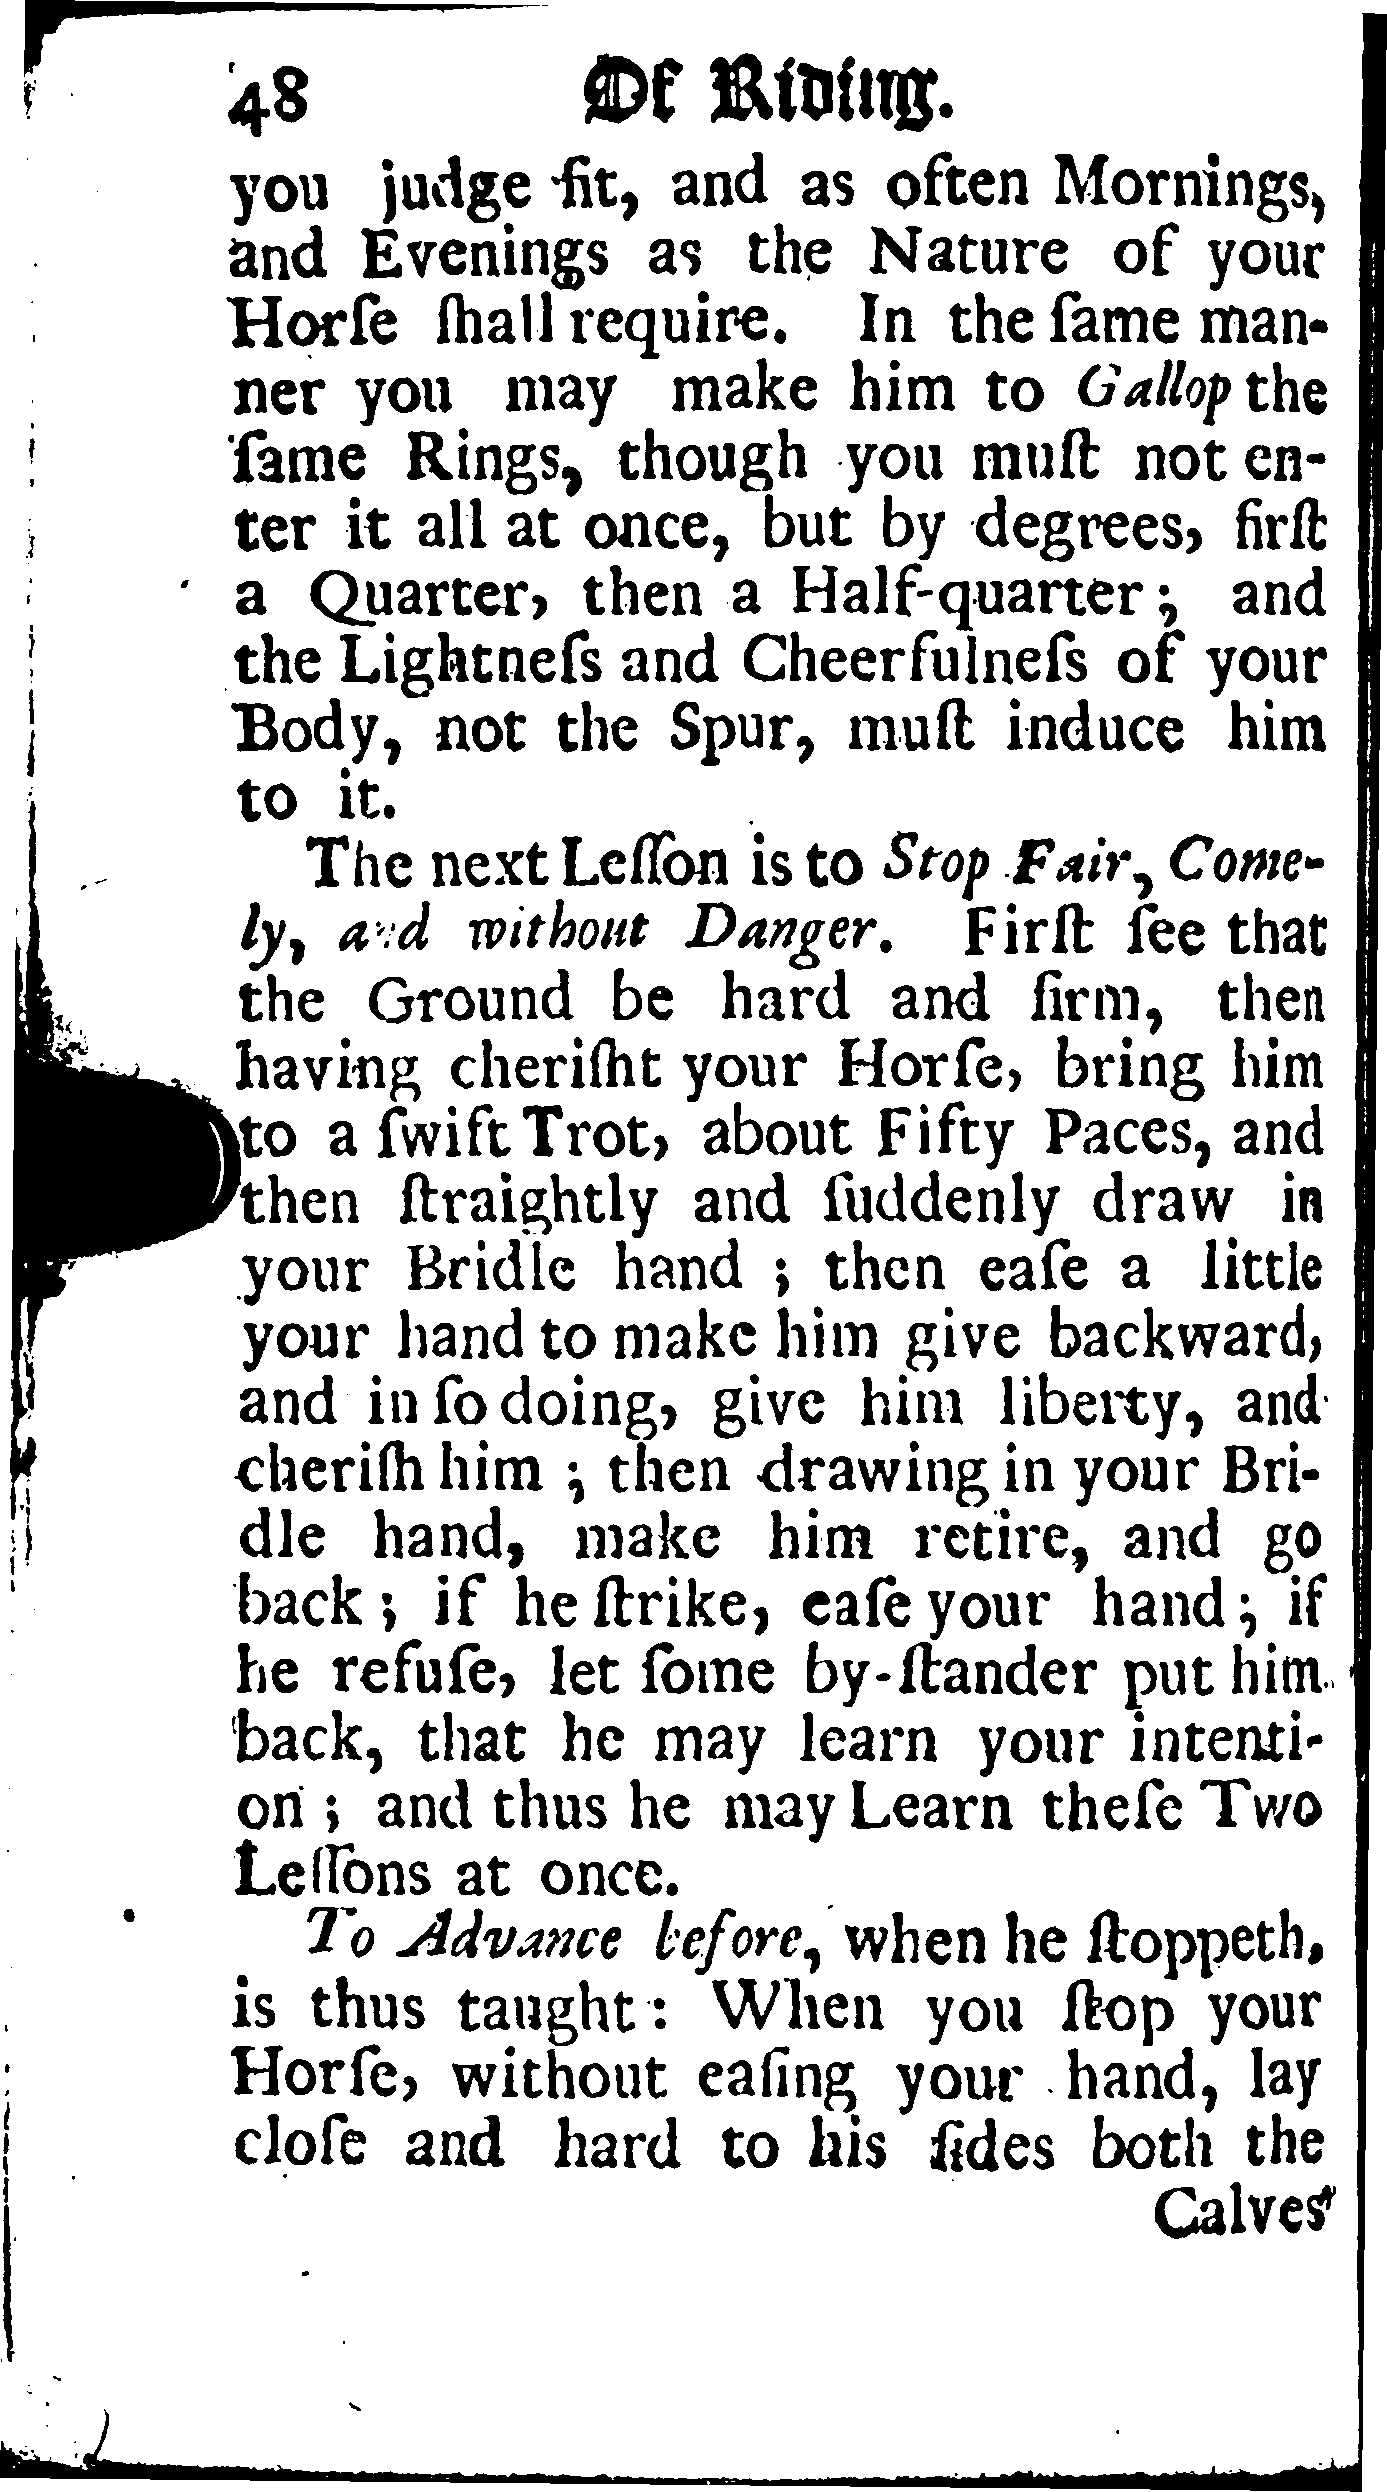 48 Of Riding.
you judge fit, and as often Mornings,
and Evenings as the Nature of your
Horſe ſhall require. In the ſame man-
ner you may make him to Gallop the
ſame Rings, though you muſt not en-
ter it all at once, but by degrees, firſt
a Quarter, then a Half-quarter; and
the Lightneſs and Cheerfulneſs of your
Body, not the Spur, muſt induce him
to it.
The next Leſſon is to Stop Fair, Come-
ly, and without Danger. Firſt ſee that
the Ground be hard and firm, then
having cheriſht your Horſe, bring him
to a ſwift Trot, about Fifty Paces, and
then ſtraightly and ſuddenly draw in
your Bridle hand ; then eaſe a little
your hand to make him give backward,
and in ſo doing, give him liberty, and
cheriſh him ; then drawing in your Bri-
dle hand, make him retire, and go
back ; if he ſtrike, eaſe your hand ; if
he refuſe, let ſome by-ſtander put him
back, that he may learn your intenti-
on ; and thus he may Learn theſe Two
Leſſons at once.
To Advance before, when he ſtoppeth,
is thus taught : When you ſtop your
Horſe, without eaſing your hand, lay
cloſe and hard to his ſides both the
Calves